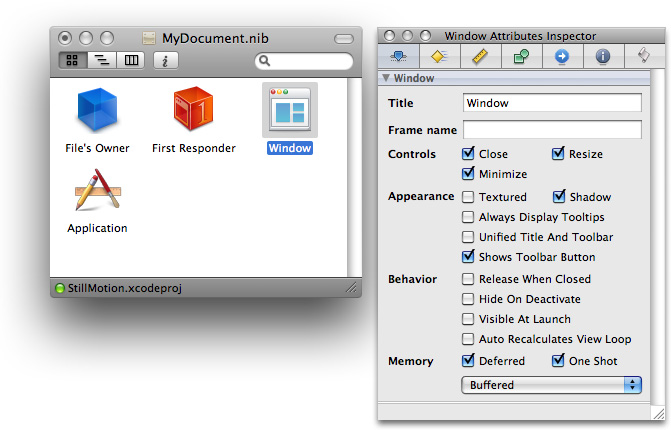 MyDocument.nib
i
File's Owner
First Responder
Window
Application
StillMotion.xcodeproj
Window Attributes Inspector
Window
Title
Window
Frame name
Controls
Close
Resize
Minimize
Appearance
Textured
Shadow
Always Display Tooltips
Unified Title And Toolbar
Shows Toolbar Button
Behavior
Release When Closed
Hide On Deactivate
Visible At Launch
Auto Recalculates View Loop
Memory
Deferred
One Shot
Buffered